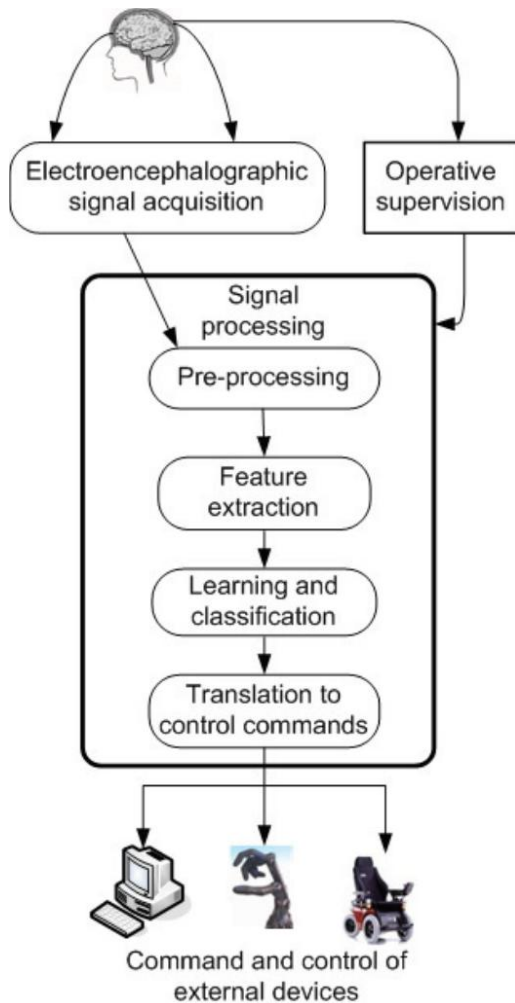 Electroencephalographic
signal acquisition
Operative
supervision
Signal
processing
Pre-processing
Feature
extraction
Learning and
classification
Translation to
control commands
Command and control of
external devices